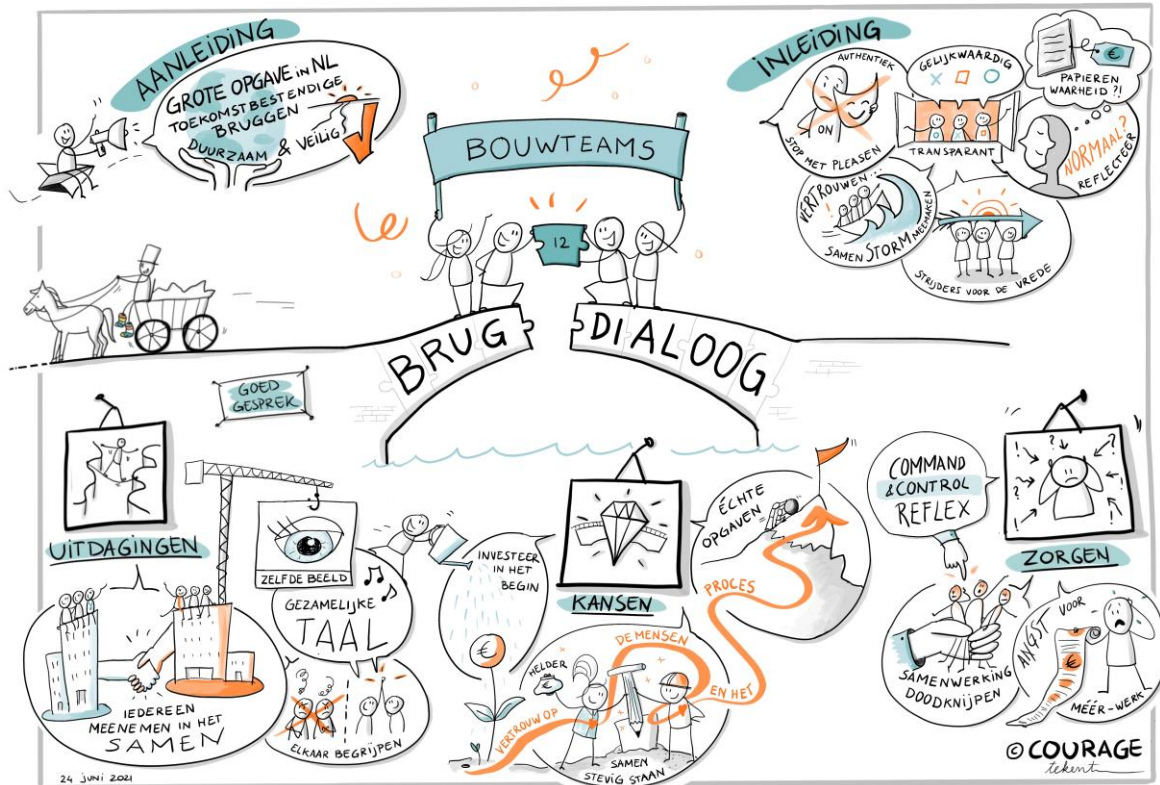 AANLEIDING
GROTE OPGAVE IN NL
TOEKOMSTBESTENDIGE
BRUGGEN
DUURZAAM & VEILIG
BOUWTEAMS
12
BRUG
DIALOOG
INLEIDING
AUTHENTIEK
ON
STOP MET PLEASEN
GELIJKWAARDIG
TRANSPARANT
€
PAPIEREN
WAARHEID ?!
NORMAAL?
REFLECTEER
VERTROUWEN...
!
SAMEN STORM MEEMAKEN
STRIJDERS VOOR DE VREDE
GOED
GESPREK
UITDAGINGEN
IEDEREEN
MEENEMEN IN HET
SAMEN
ZELFDE BEELD
GEZAMELIJKE
TAAL
ELKAAR BEGRIJPEN
INVESTEER
IN HET
BEGIN
€
KANSEN
VERTROUW OP
DE MENSEN
EN HET
PROCES
HELDER
SAMEN
STEVIG STAAN
ÉCHTE
OPGAVEN
COMMAND
& CONTROL
REFLEX
ZORGEN
SAMENWERKING
DOODKNIJPEN
ANGST VOOR
€
MÉÉR-WERK
24 JUNI 2021
© COURAGE
tekent